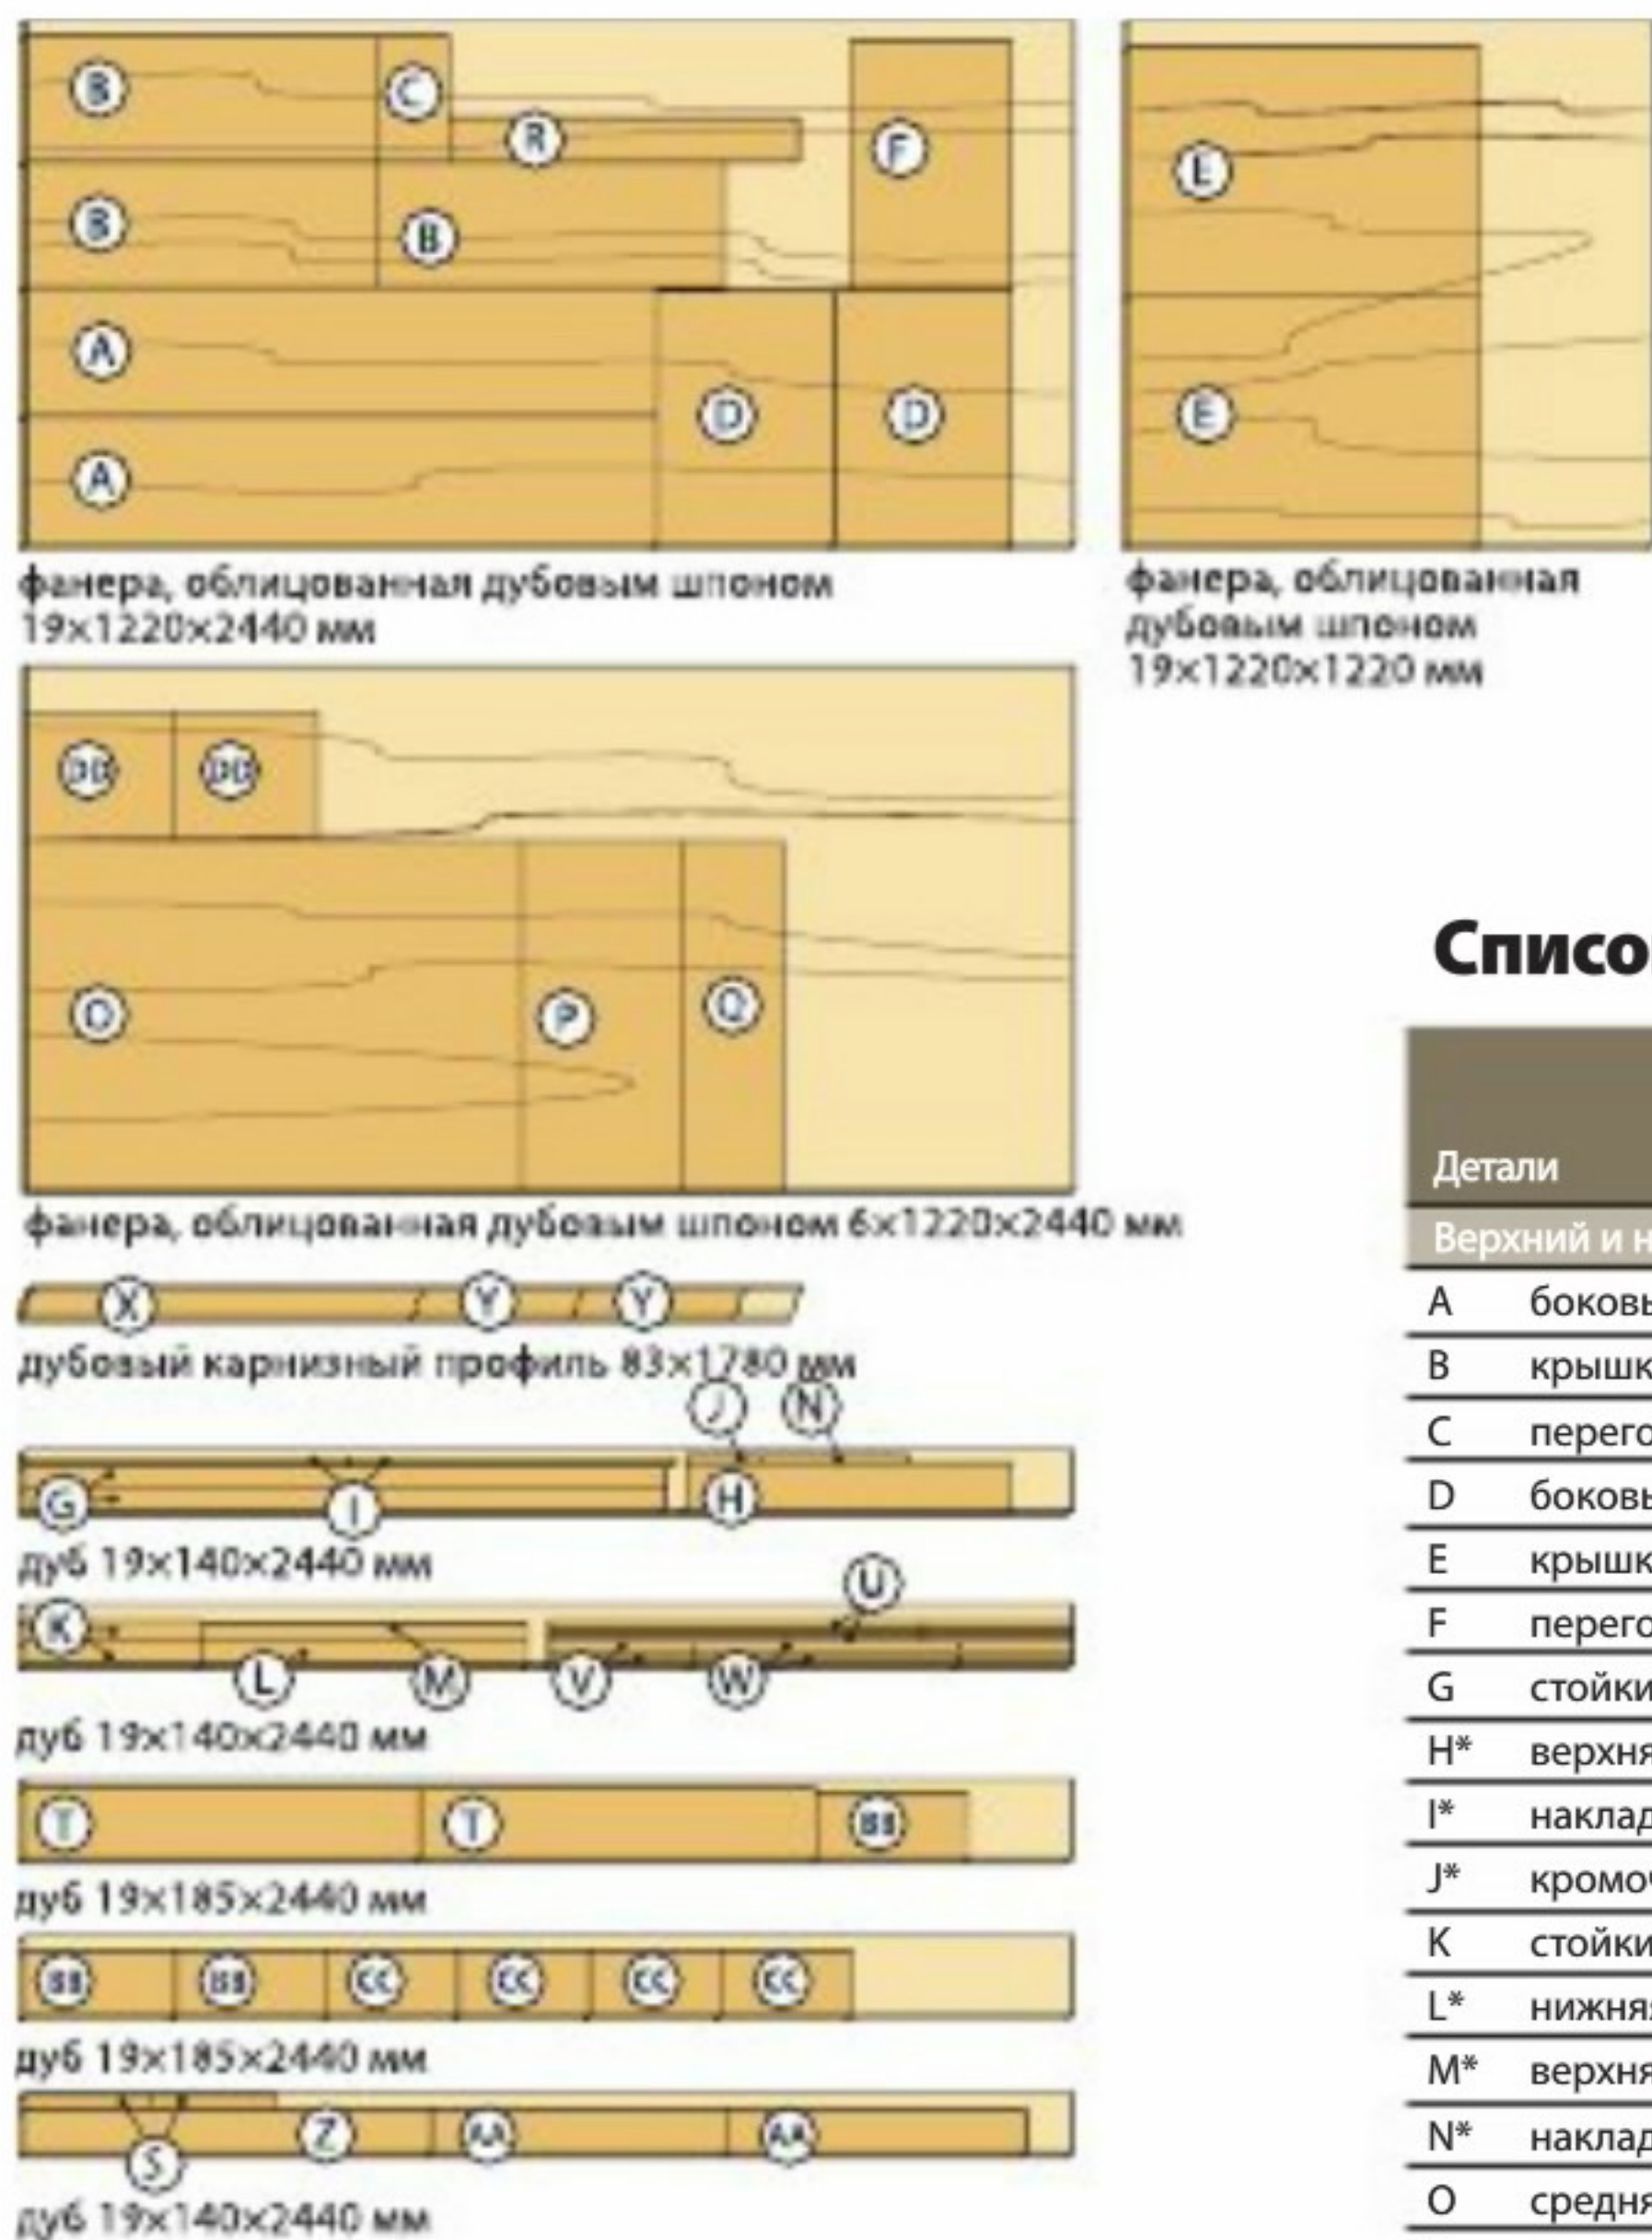 B
C
R
F
B
B
A
D
D
A
фанера, облицованная дубовым шпоном
19×1220×2440 мм
E
E
фанера, облицованная
дубовым шпоном
19×1220×1220 мм
DD
DD
O
P
Q
фанера, облицованная дубовым шпоном 6×1220×2440 мм
X
Y
Y
дубовый карнизный профиль 83×1780 мм
J
N
G
I
H
дуб 19×140×2440 мм
U
K
L
M
V
W
дуб 19×140×2440 мм
T
T
BB
дуб 19×185×2440 мм
BB
BB
CC
CC
CC
CC
дуб 19×185×2440 мм
S
Z
AA
AA
дуб 19×140×2440 мм
Списо
Детали
Верхний и н
A боковы
B крышк
C перего
D боковы
E крышк
F перего
G стойки
H* верхня
I* наклад
J* кромоч
K стойки
L* нижняя
M* верхня
N* наклад
O средня